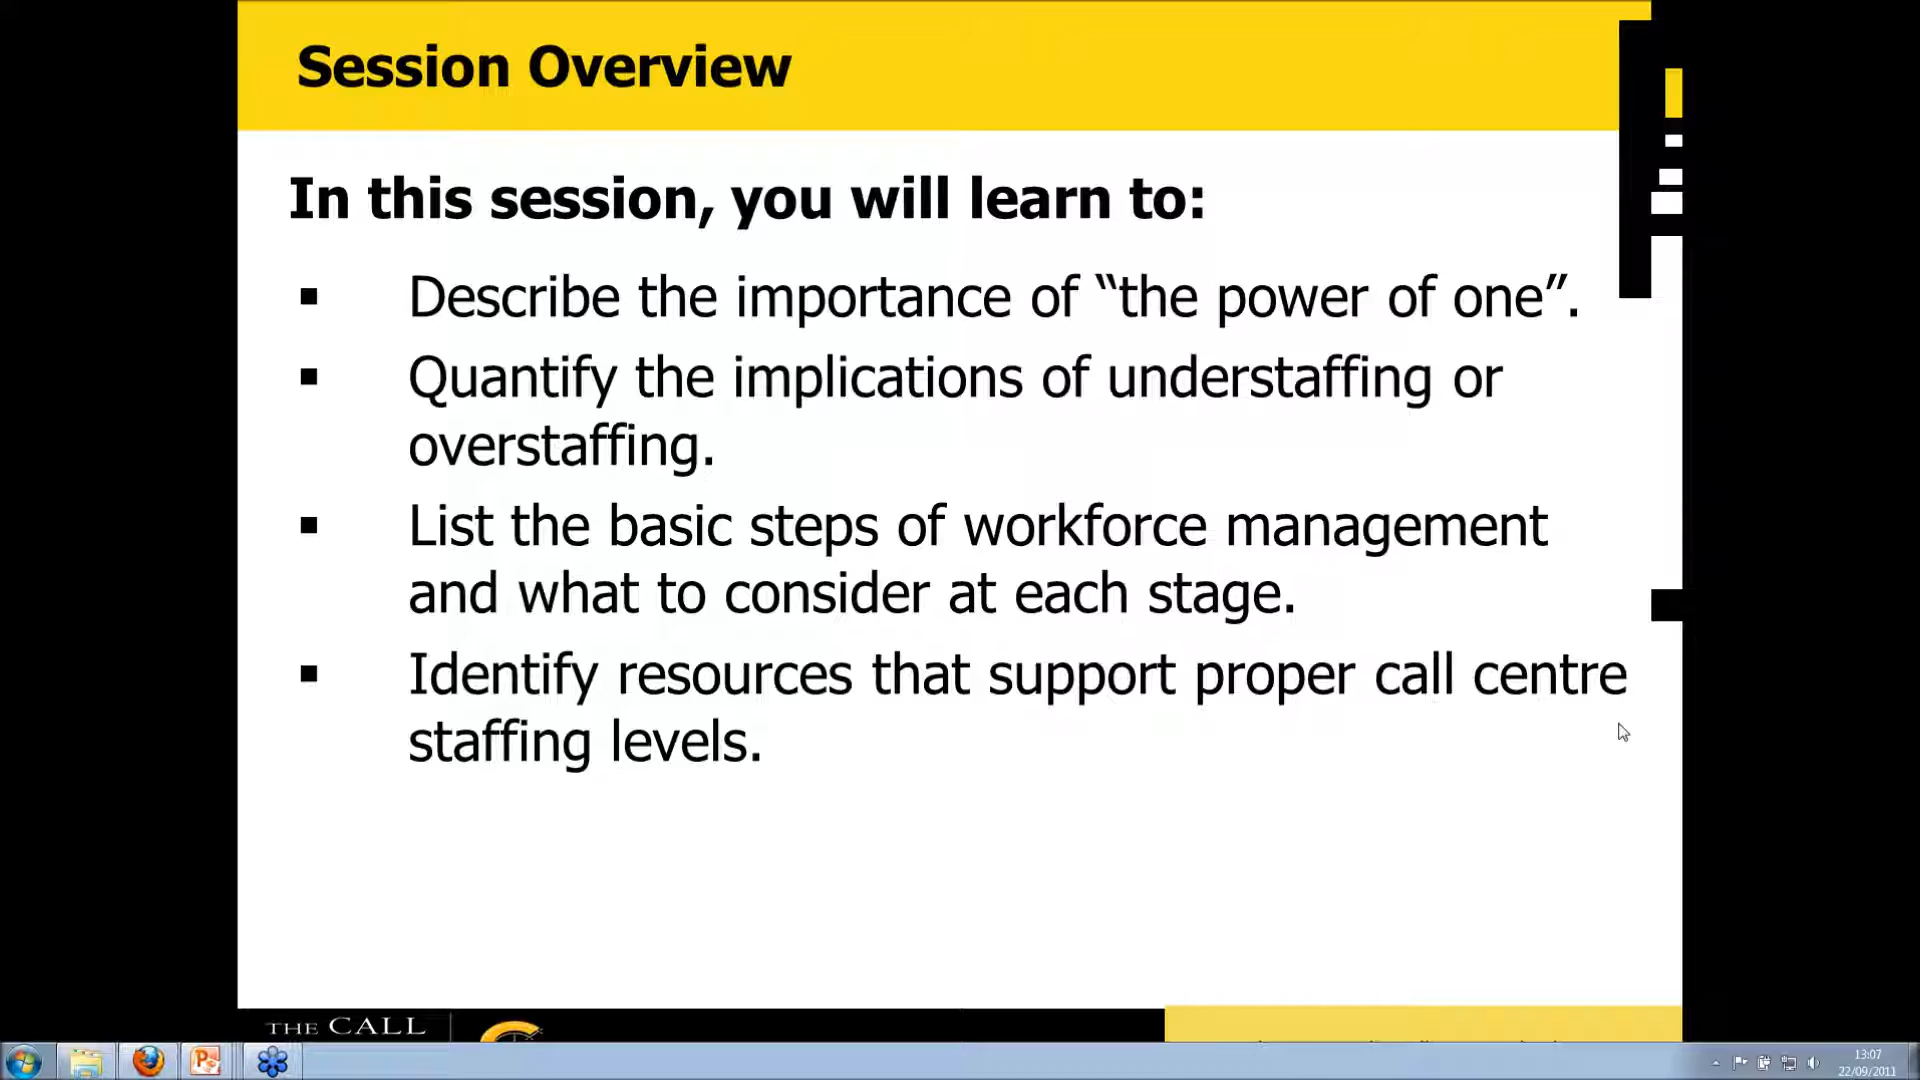 Session Overview
In this session, you will learn to:
▪ Describe the importance of “the power of one”.
▪ Quantify the implications of understaffing or
overstaffing.
▪ List the basic steps of workforce management
and what to consider at each stage.
▪ Identify resources that support proper call centre
staffing levels.
THE CALL
13:07
22/09/2011